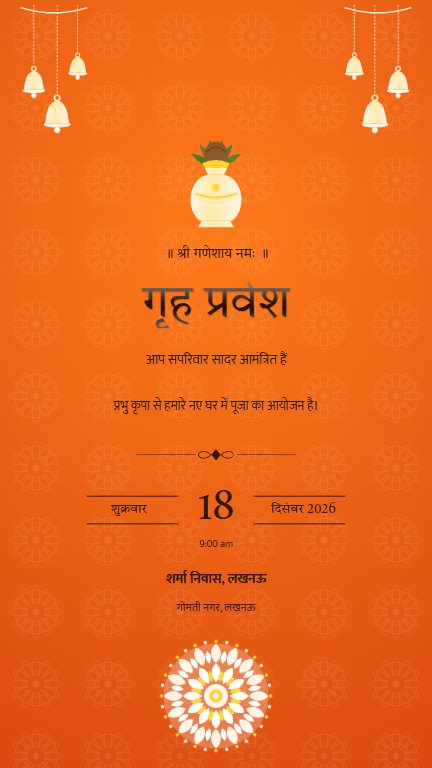 ॥ श्री गणेशाय नमः ॥
गृह प्रवेश
आप सपरिवार सादर आमंत्रित हैं
प्रभु कृपा से हमारे नए घर में पूजा का आयोजन है।
शुक्रवार 18 दिसंबर 2026
9:00 am
शर्मा निवास, लखनऊ
गोमती नगर, लखनऊ